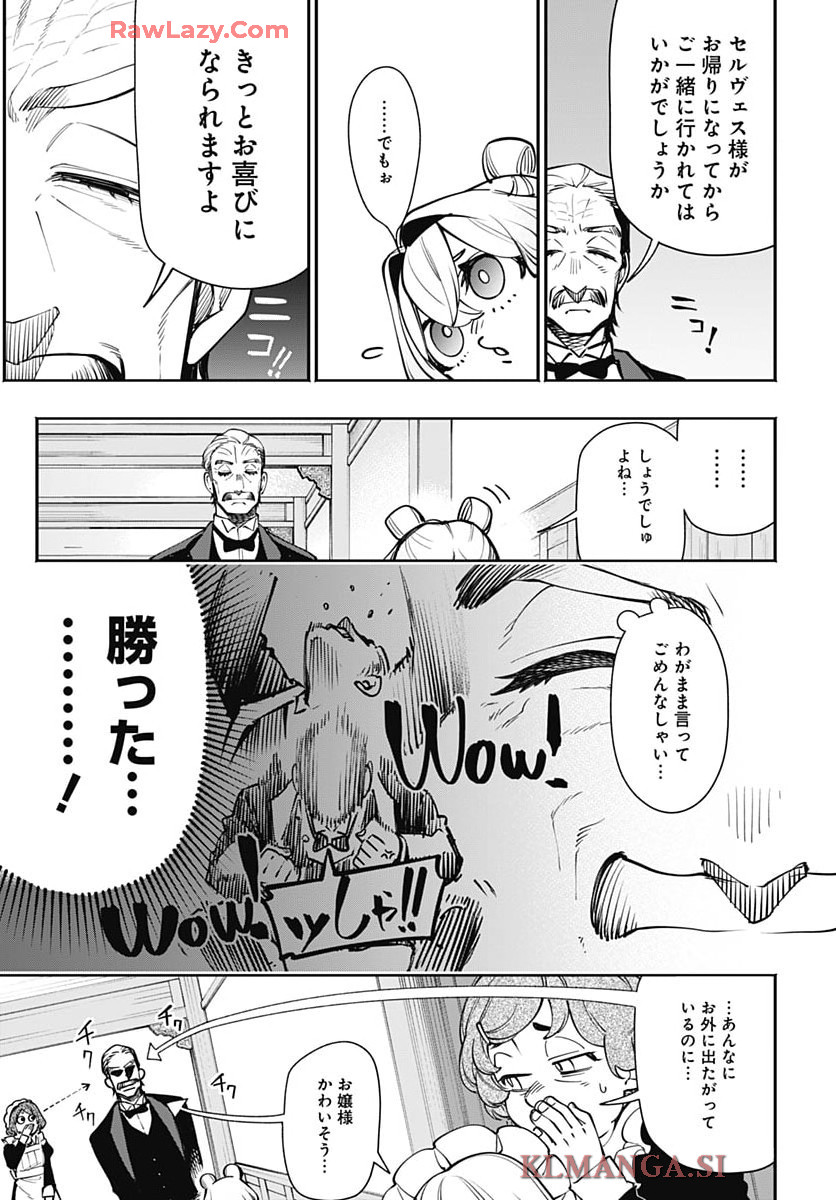 RawLazy.Com
セルヴェス様が
お帰りになってから
ご一緒に行かれては
いかがでしょうか
ニコ!
………でもぉ
きっとお喜びに
なられますよ
ニコ!!
……
しょうでしゅ
よね…
わがまま言って
ごめんなしゃい…
Wow!
勝った…
………!
Wow!
ッしゃ!!
…あんなに
お外に出たがって
いるのに…
お嬢様
かわいそう…
チク
チク
チク
KLMANGA.SI